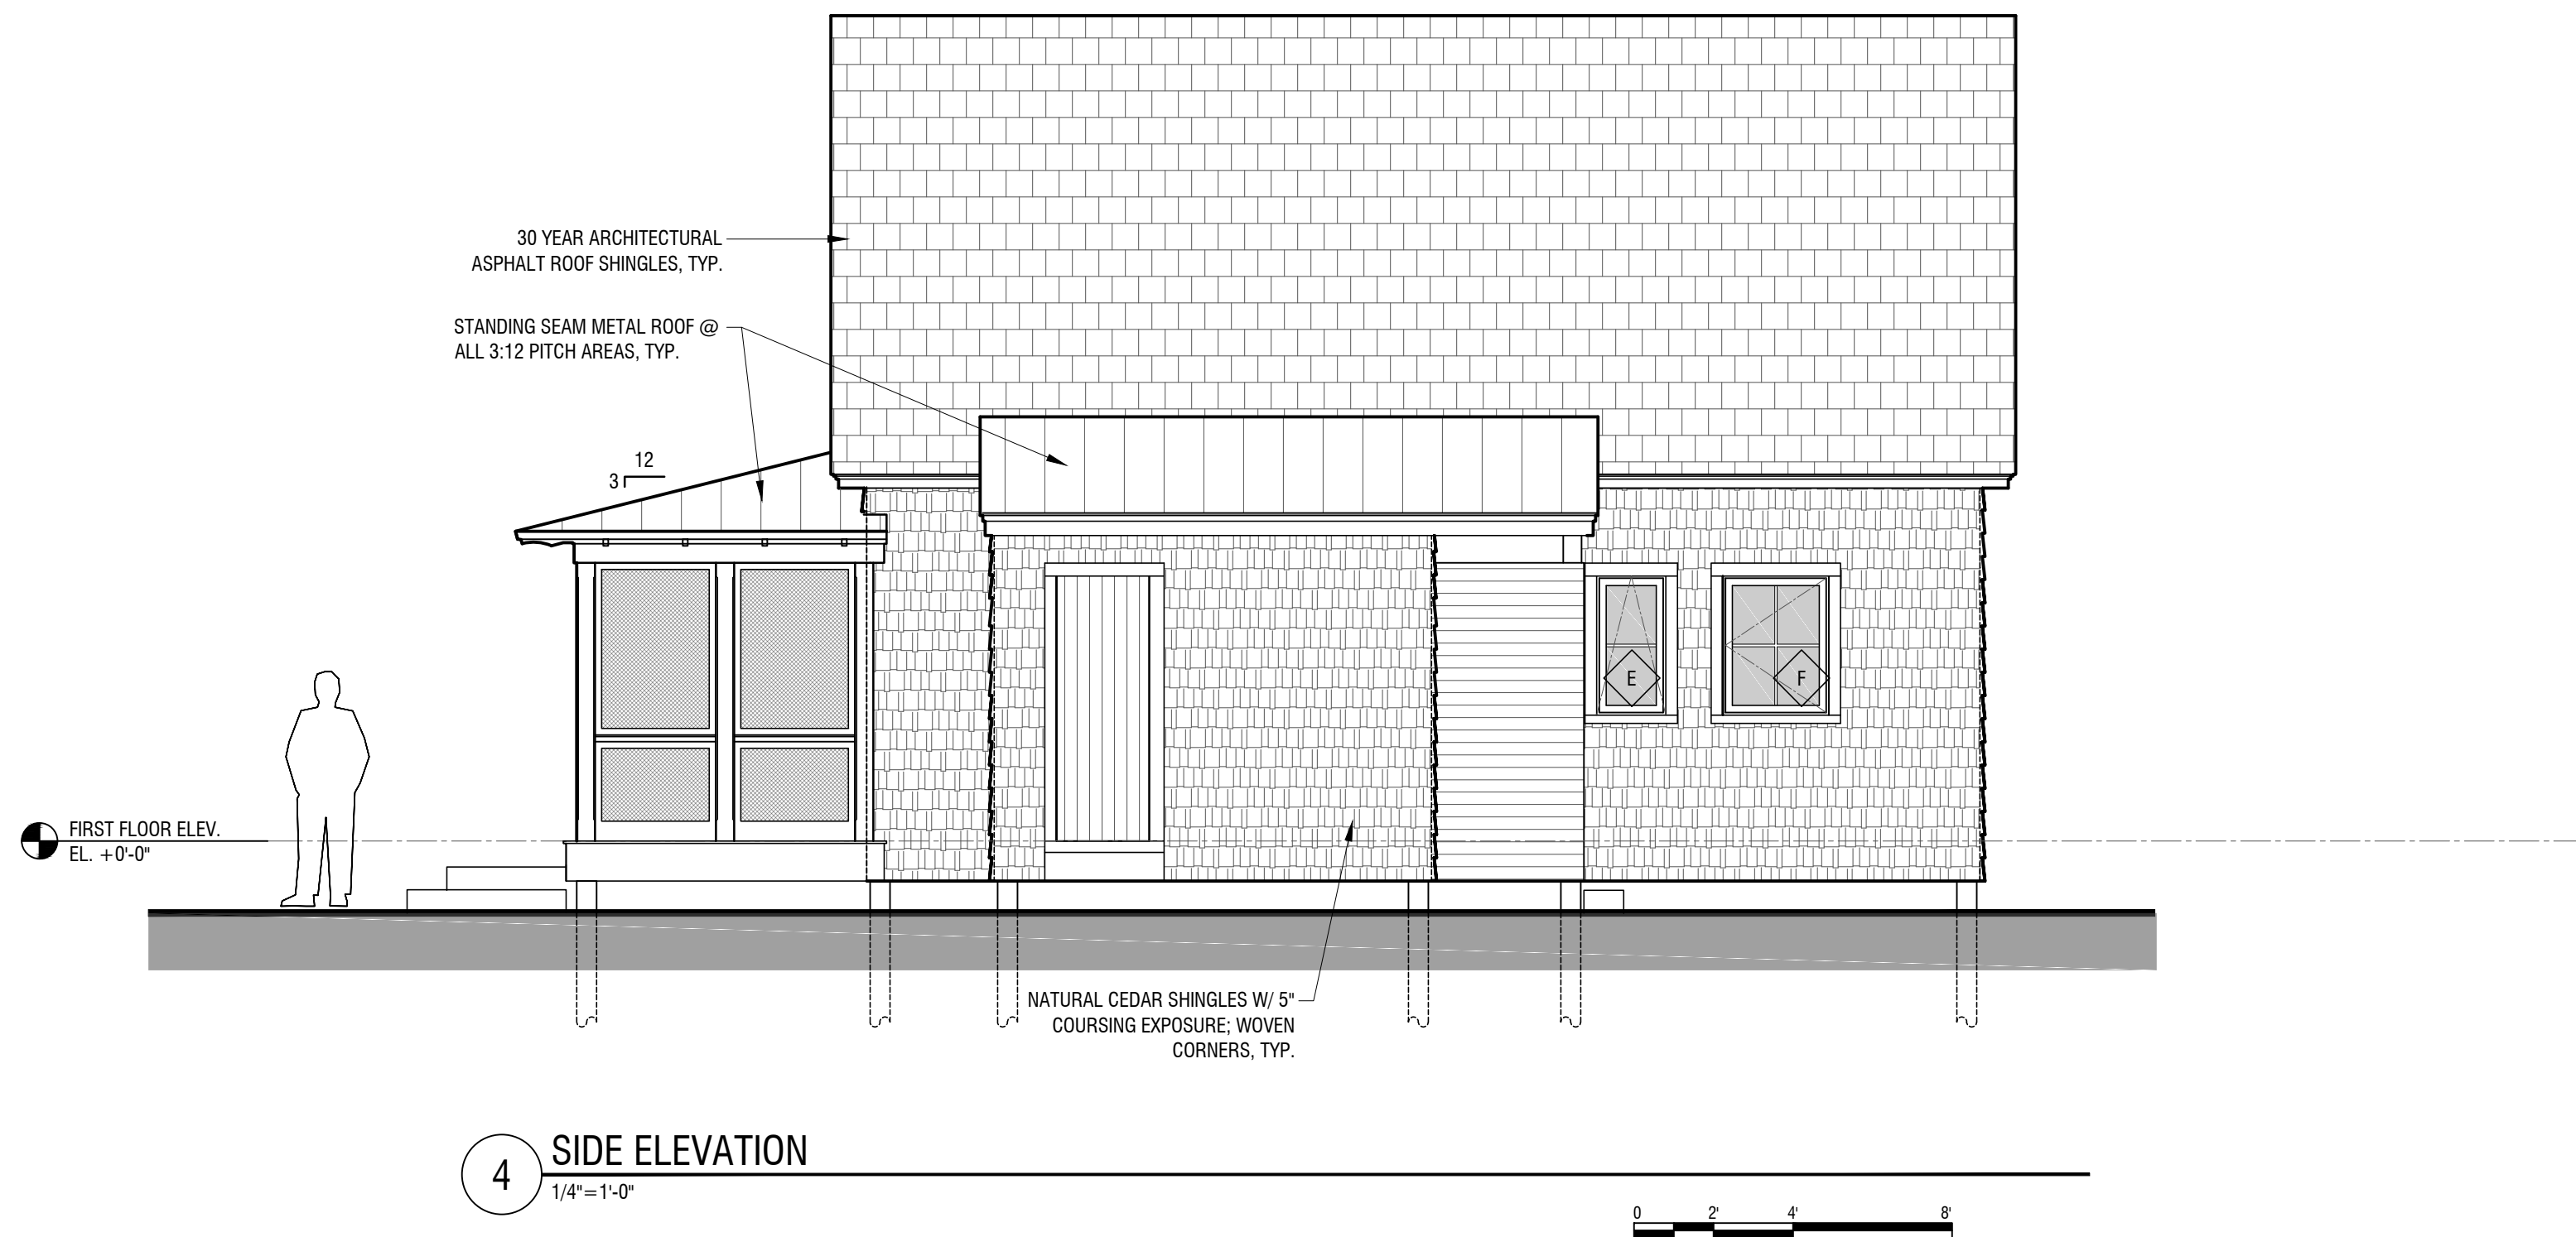 30 YEAR ARCHITECTURAL
ASPHALT ROOF SHINGLES, TYP.
STANDING SEAM METAL ROOF @
ALL 3:12 PITCH AREAS, TYP.
12
3
E
F
FIRST FLOOR ELEV.
EL. +0'-0"
NATURAL CEDAR SHINGLES W/ 5"
COURSING EXPOSURE; WOVEN
CORNERS, TYP.
4
SIDE ELEVATION
1/4"=1'-0"
0 2' 4' 8'